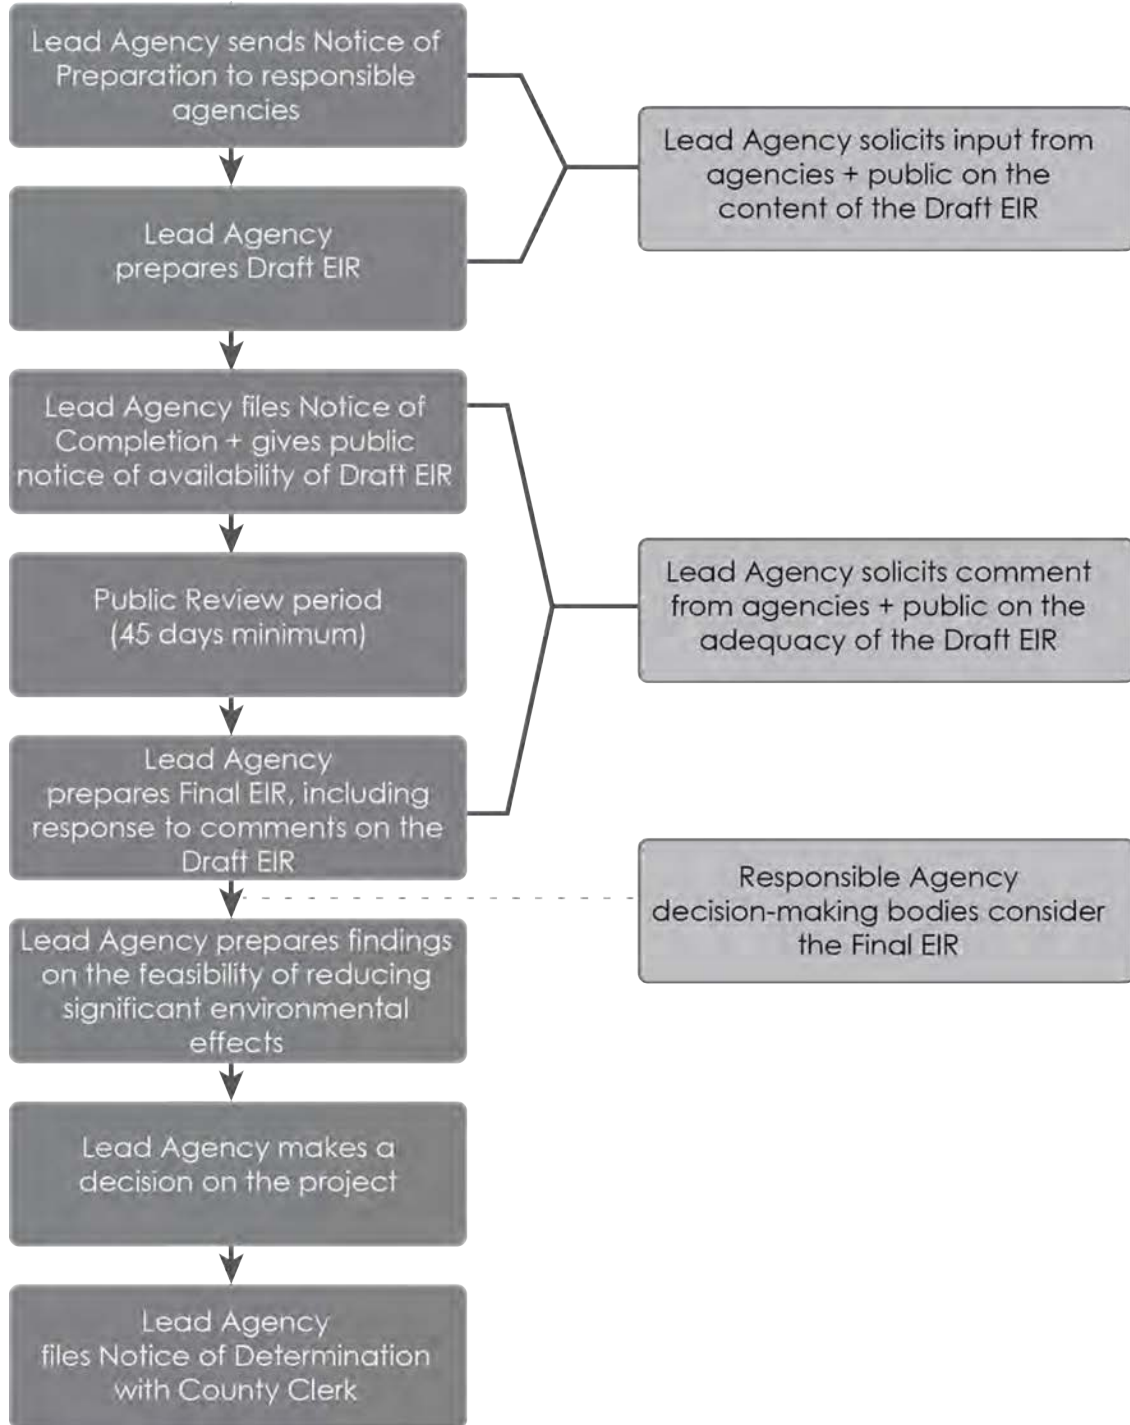 Lead Agency sends Notice of
Preparation to responsible
agencies
Lead Agency solicits input from
agencies + public on the
content of the Draft EIR
Lead Agency
prepares Draft EIR
Lead Agency files Notice of
Completion + gives public
notice of availability of Draft EIR
Public Review period
(45 days minimum)
Lead Agency solicits comment
from agencies + public on the
adequacy of the Draft EIR
Lead Agency
prepares Final EIR, including
response to comments on the
Draft EIR
Responsible Agency
decision-making bodies consider
the Final EIR
Lead Agency prepares findings
on the feasibility of reducing
significant environmental
effects
Lead Agency makes a
decision on the project
Lead Agency
files Notice of Determination
with County Clerk